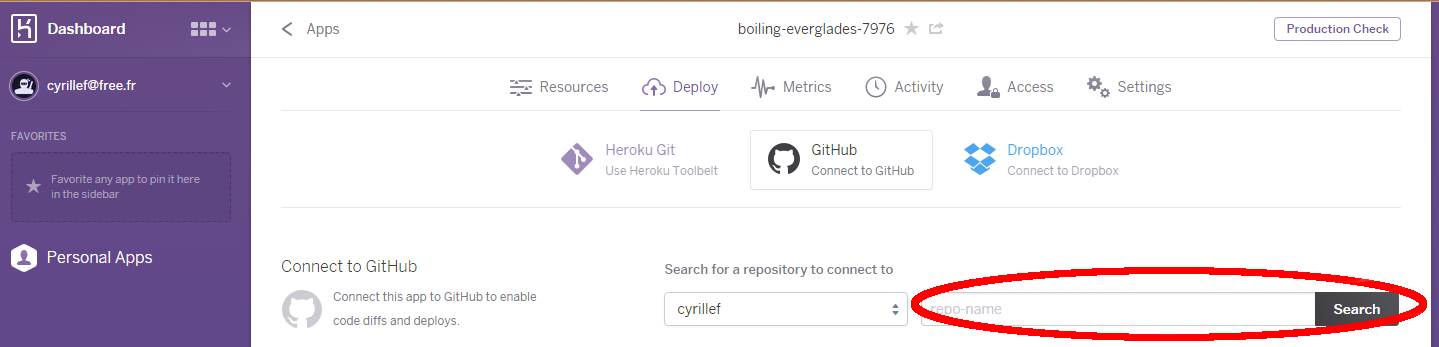 Dashboard
cyrillef@free.fr
FAVORITES
Favorite any app to pin it here
in the sidebar
Personal Apps
Apps
boiling-everglades-7976
Production Check
Resources
Deploy
Metrics
Activity
Access
Settings
Heroku Git
Use Heroku Toolbelt
GitHub
Connect to GitHub
Dropbox
Connect to Dropbox
Connect to GitHub
Connect this app to GitHub to enable
code diffs and deploys.
Search for a repository to connect to
cyrillef
repo-name
Search